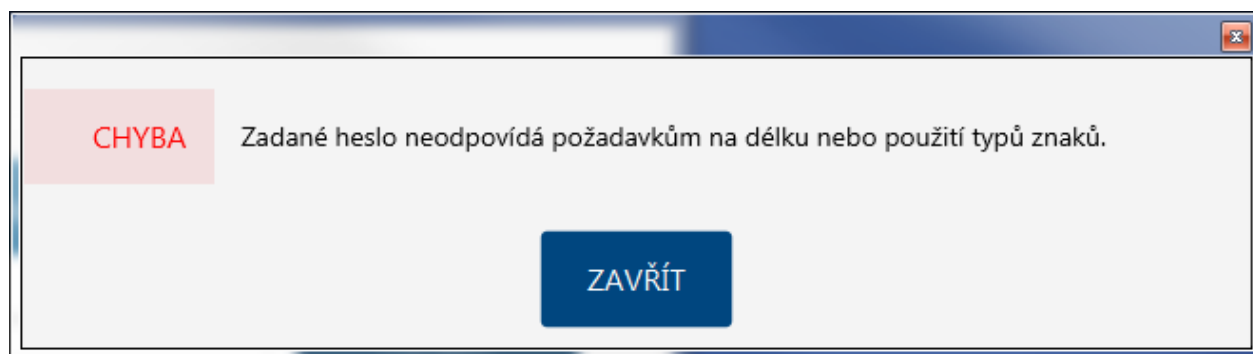 CHYBA Zadané heslo neodpovídá požadavkům na délku nebo použití typů znaků.
ZAVŘÍT